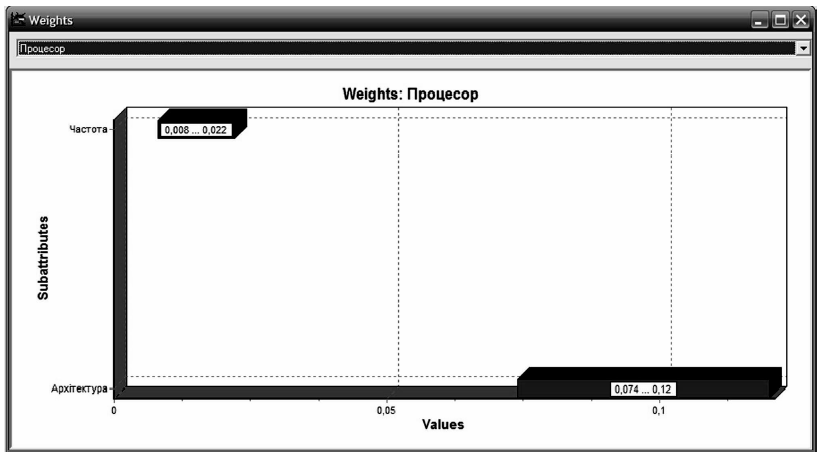 Weights
Процесор
Weights: Процесор
Частота
0,008 ... 0,022
Subattributes
Архітектура
0,074 ... 0,12
0
0,05
0,1
Values